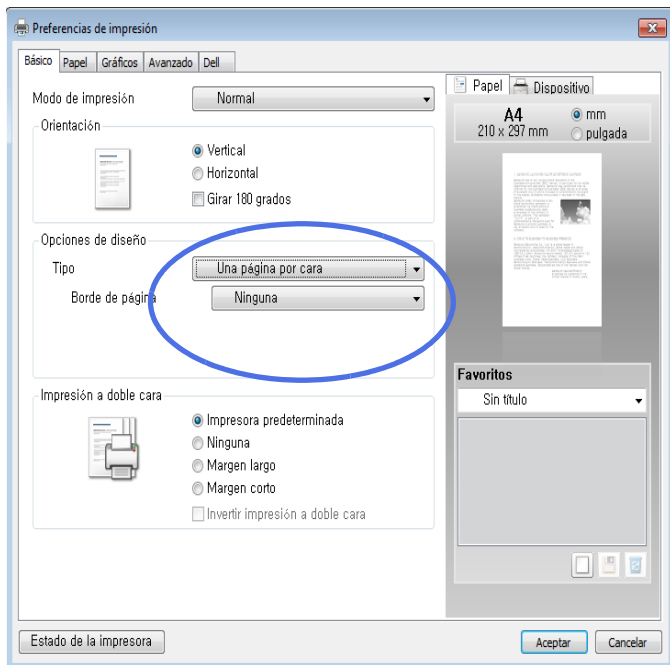 Preferencias de impresión
Básico Papel Gráficos Avanzado Dell
Modo de impresión Normal
Orientación
Vertical
Horizontal
Girar 180 grados
Opciones de diseño
Tipo Una página por cara
Borde de página Ninguna
Impresión a doble cara
Impresora predeterminada
Ninguna
Margen largo
Margen corto
Invertir impresión a doble cara
Papel Dispositivo
A4
210 x 297 mm
mm
pulgada
Favoritos
Sin título
Estado de la impresora
Aceptar Cancelar